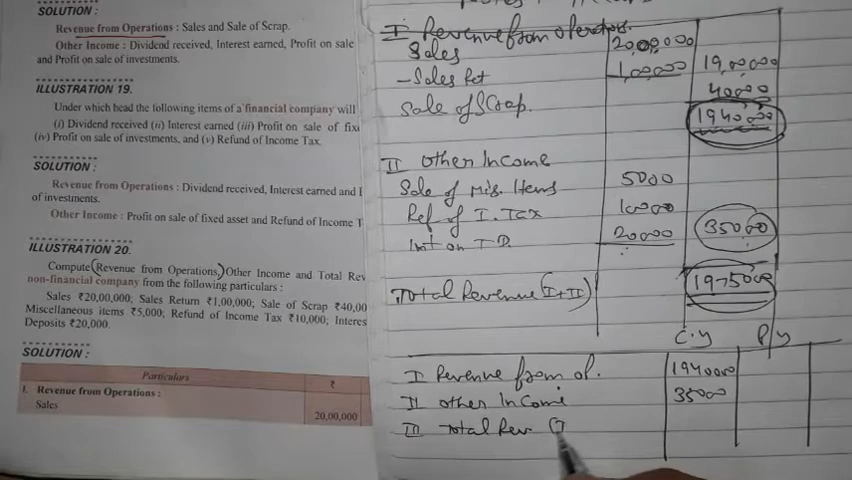 SOLUTION :
Revenue from Operations : Sales and Sale of Scrap.
Other Income : Dividend received, Interest earned, Profit on sale
and Profit on sale of investments.
ILLUSTRATION 19.
Under which head the following items of a financial company will
(i) Dividend received (ii) Interest earned (iii) Profit on sale of fix
(iv) Profit on sale of investments, and (v) Refund of Income Tax.
SOLUTION :
Revenue from Operations : Dividend received, Interest earned and
of investments.
Other Income : Profit on sale of fixed asset and Refund of Income T
ILLUSTRATION 20.
Compute (Revenue from Operations,) Other Income and Total Rev
non-financial company from the following particulars :
Sales ₹20,00,000, Sales Return ₹1,00,000, Sale of Scrap ₹40,00
Miscellaneous items ₹5,000; Refund of Income Tax ₹10,000; Interes
Deposits ₹20,000.
SOLUTION :
Particulars ₹
I. Revenue from Operations :
Sales 20,00,000
I Revenue from operations.
Sales 20,00,000
- Sales Ret 1,00,000 19,00,000
Sale of Scrap. 40000
1940,000
II Other Income
Sale of Mis. Items 5000
Ref of I. Tax 10000
Int on T.D. 20000 35000
Total Revenue (I+II) 1975000
C.y P/y
I Revenue from op. 1940000
II other Income 35000
III Total Rev (I